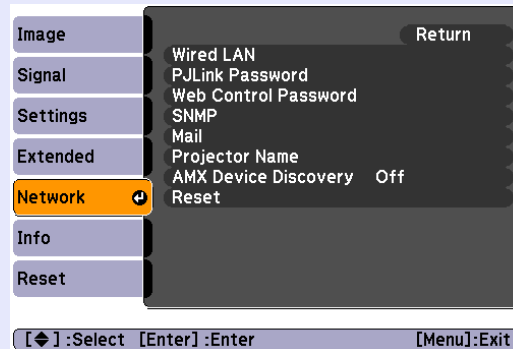 Image
Signal
Settings
Extended
Network
Info
Reset
Return
Wired LAN
PJLink Password
Web Control Password
SNMP
Mail
Projector Name
AMX Device Discovery Off
Reset
[◆] :Select [Enter] :Enter [Menu]:Exit